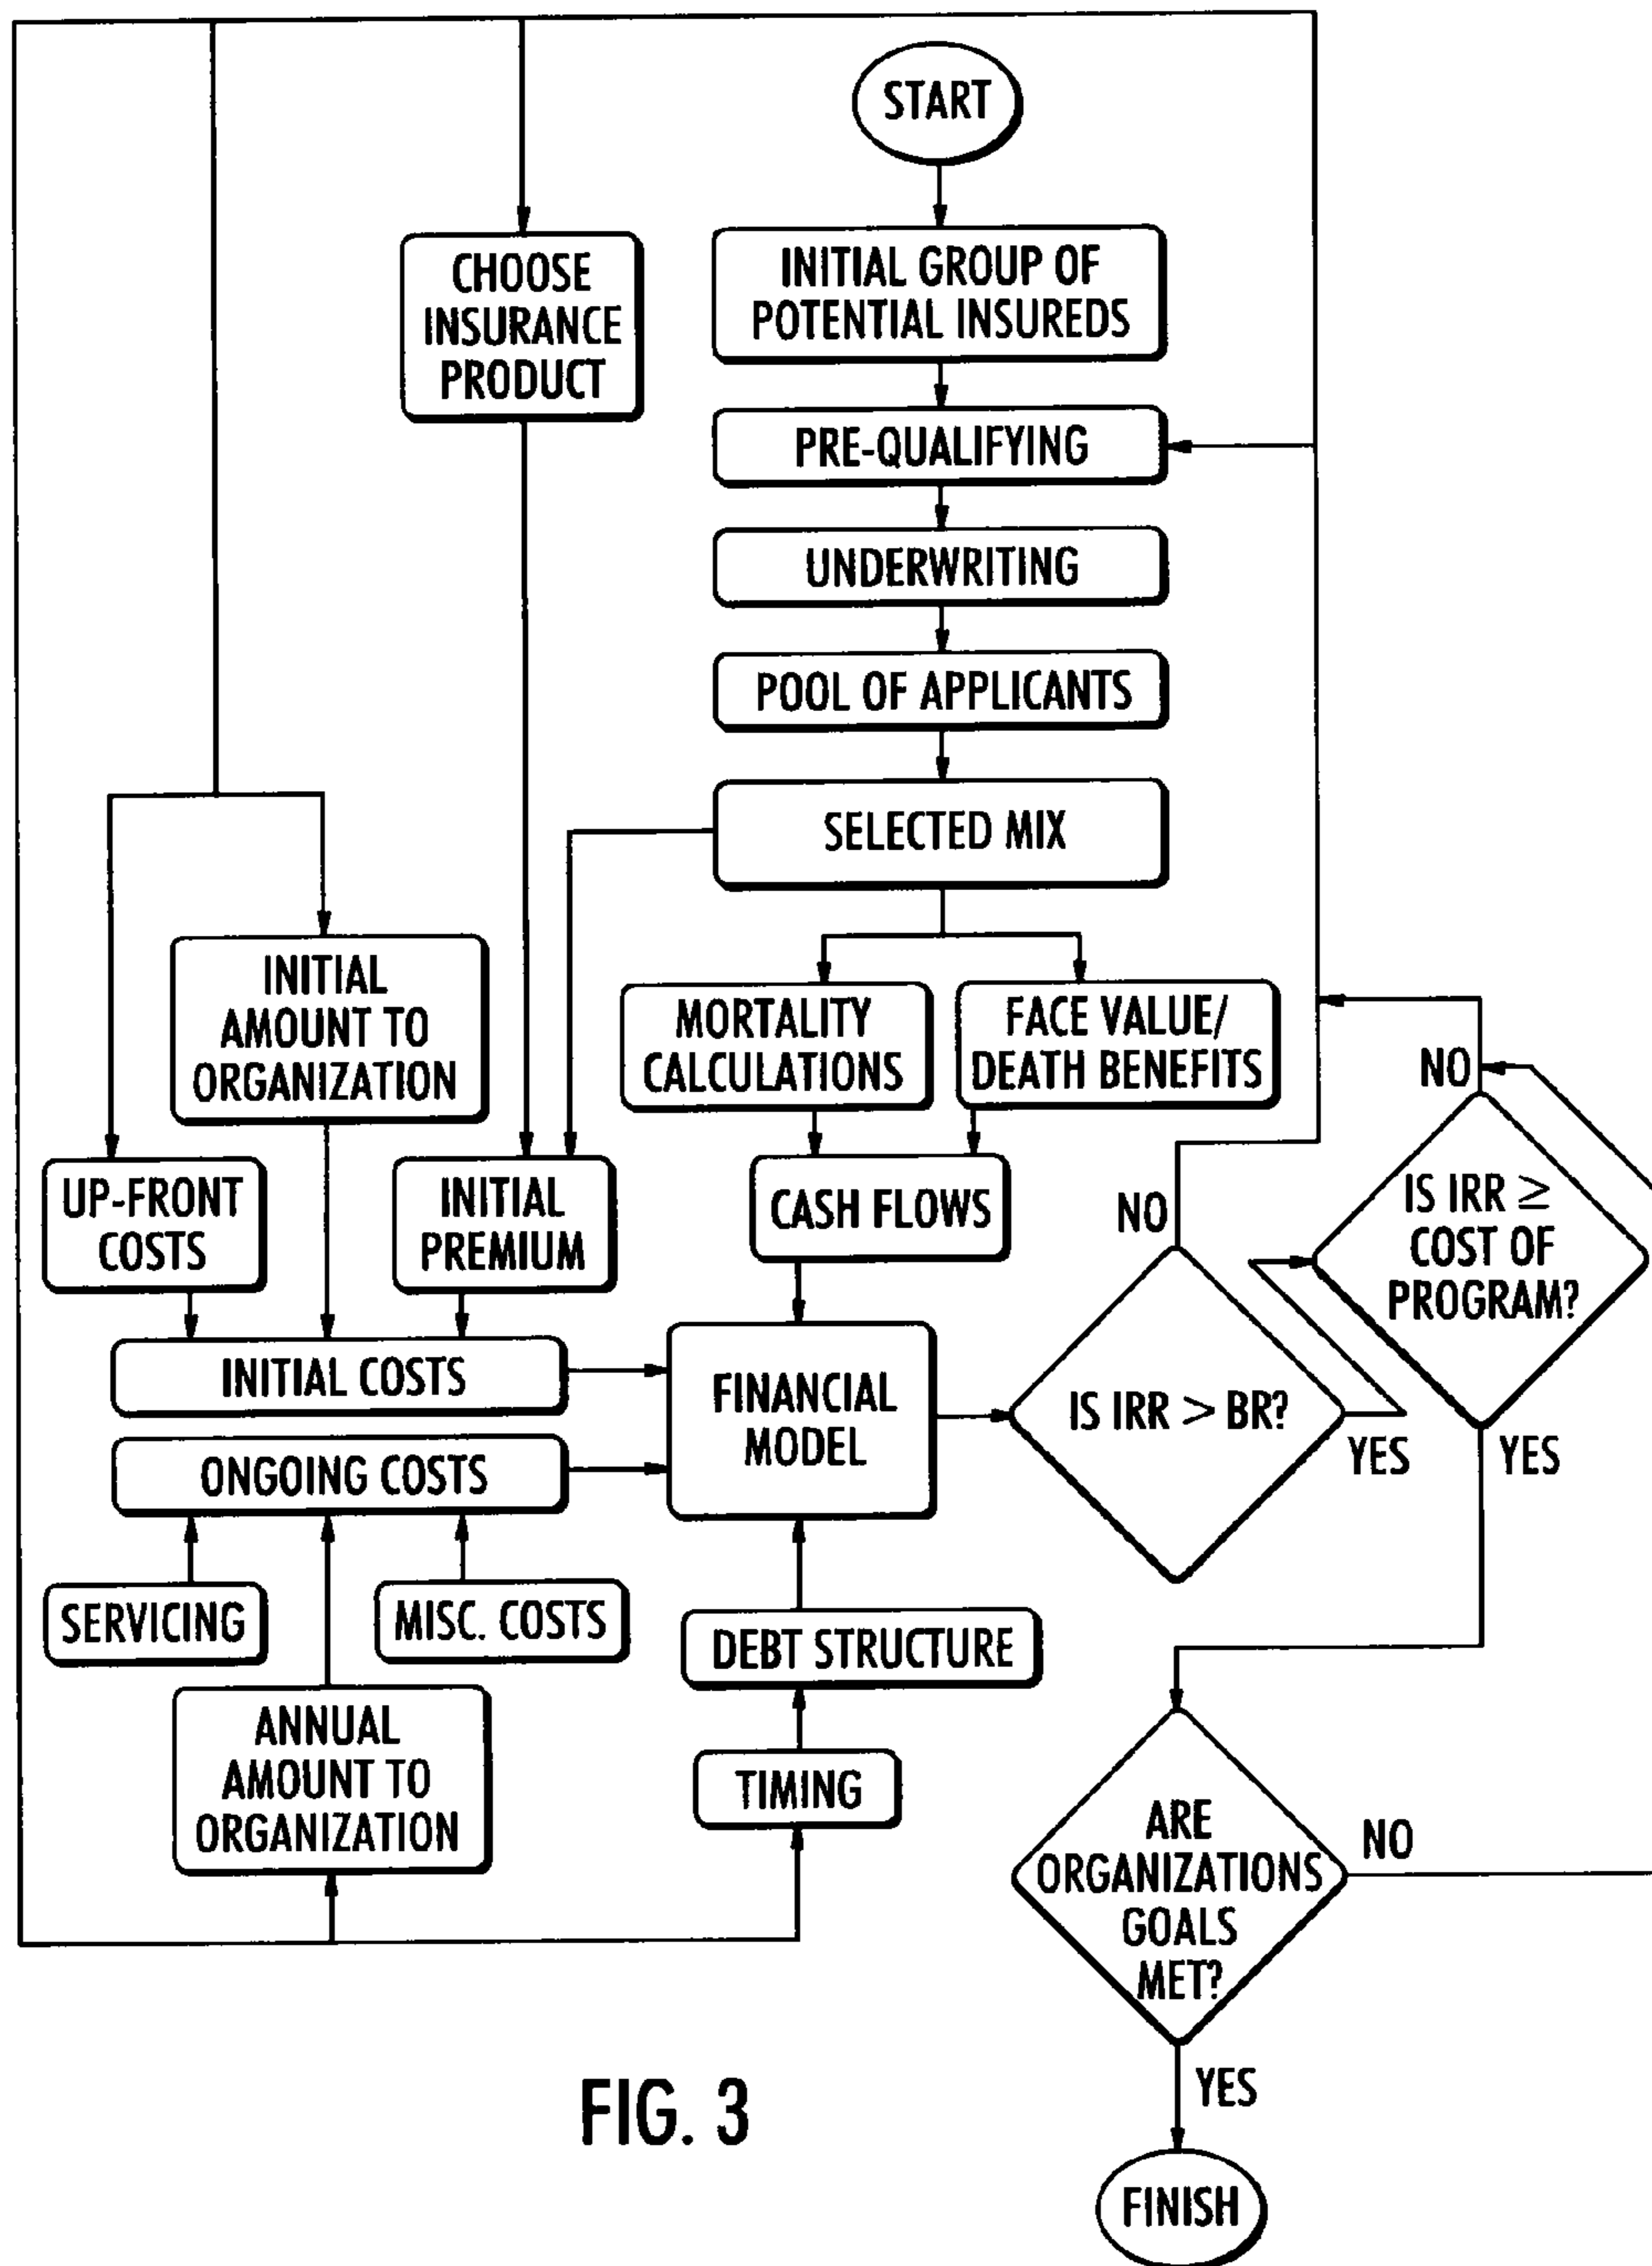 START
INITIAL GROUP OF
POTENTIAL INSUREDS
CHOOSE
INSURANCE
PRODUCT
PRE-QUALIFYING
UNDERWRITING
POOL OF APPLICANTS
SELECTED MIX
INITIAL
AMOUNT TO
ORGANIZATION
MORTALITY
CALCULATIONS
FACE VALUE/
DEATH BENEFITS
NO
UP-FRONT
COSTS
INITIAL
PREMIUM
CASH FLOWS
NO
IS IRR ≥
COST OF
PROGRAM?
INITIAL COSTS
FINANCIAL
MODEL
IS IRR > BR?
YES
YES
ONGOING COSTS
SERVICING
MISC. COSTS
DEBT STRUCTURE
ANNUAL
AMOUNT TO
ORGANIZATION
TIMING
ARE
ORGANIZATIONS
GOALS
MET?
NO
YES
FINISH
FIG. 3